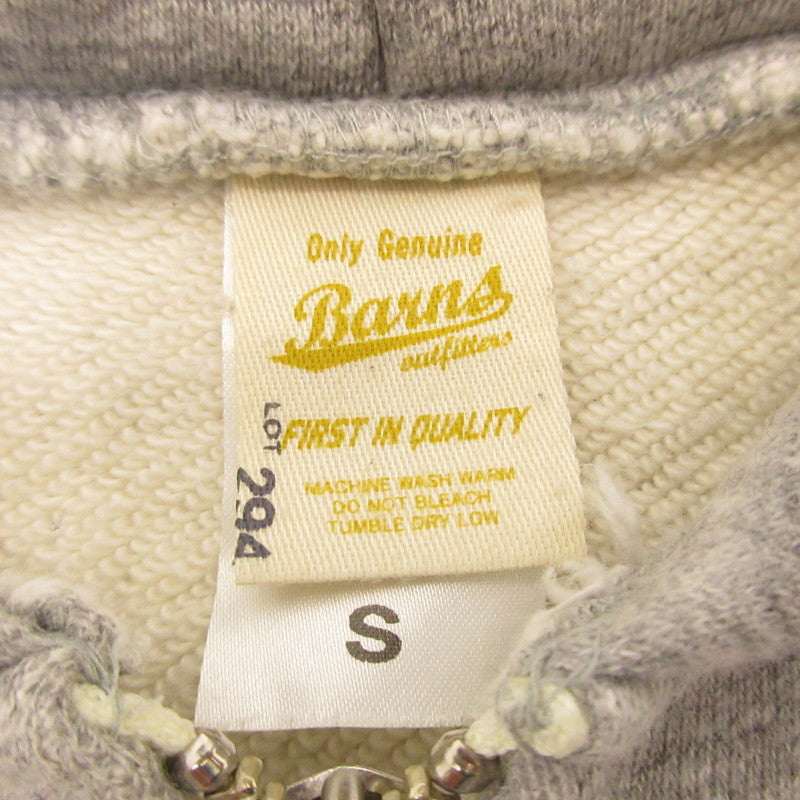 Only Genuine
Barns
outfitters
FIRST IN QUALITY
MACHINE WASH WARM
DO NOT BLEACH
TUMBLE DRY LOW
LOT 294
S